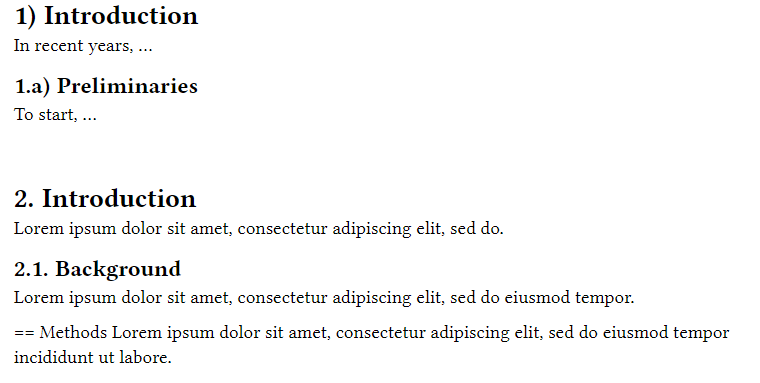 1) Introduction
In recent years, ...
1.a) Preliminaries
To start, ...
2. Introduction
Lorem ipsum dolor sit amet, consectetur adipiscing elit, sed do.
2.1. Background
Lorem ipsum dolor sit amet, consectetur adipiscing elit, sed do eiusmod tempor.
== Methods Lorem ipsum dolor sit amet, consectetur adipiscing elit, sed do eiusmod tempor
incididunt ut labore.